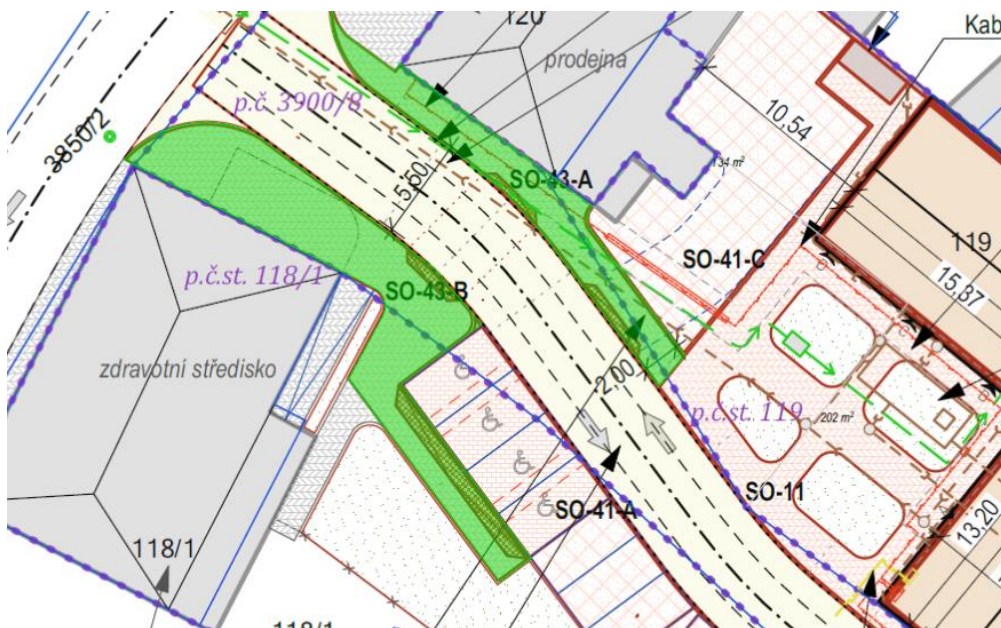 120
Kab
prodejna
p.č. 3900/8
3850/2
10,54
134 m²
5,50
SO-43-A
119
SO-41-C
15,87
p.č.st. 118/1
SO-43-B
zdravotní středisko
2,00
p.č.st. 119
202 m²
SO-11
SO-41-A
13,20
118/1
118/1